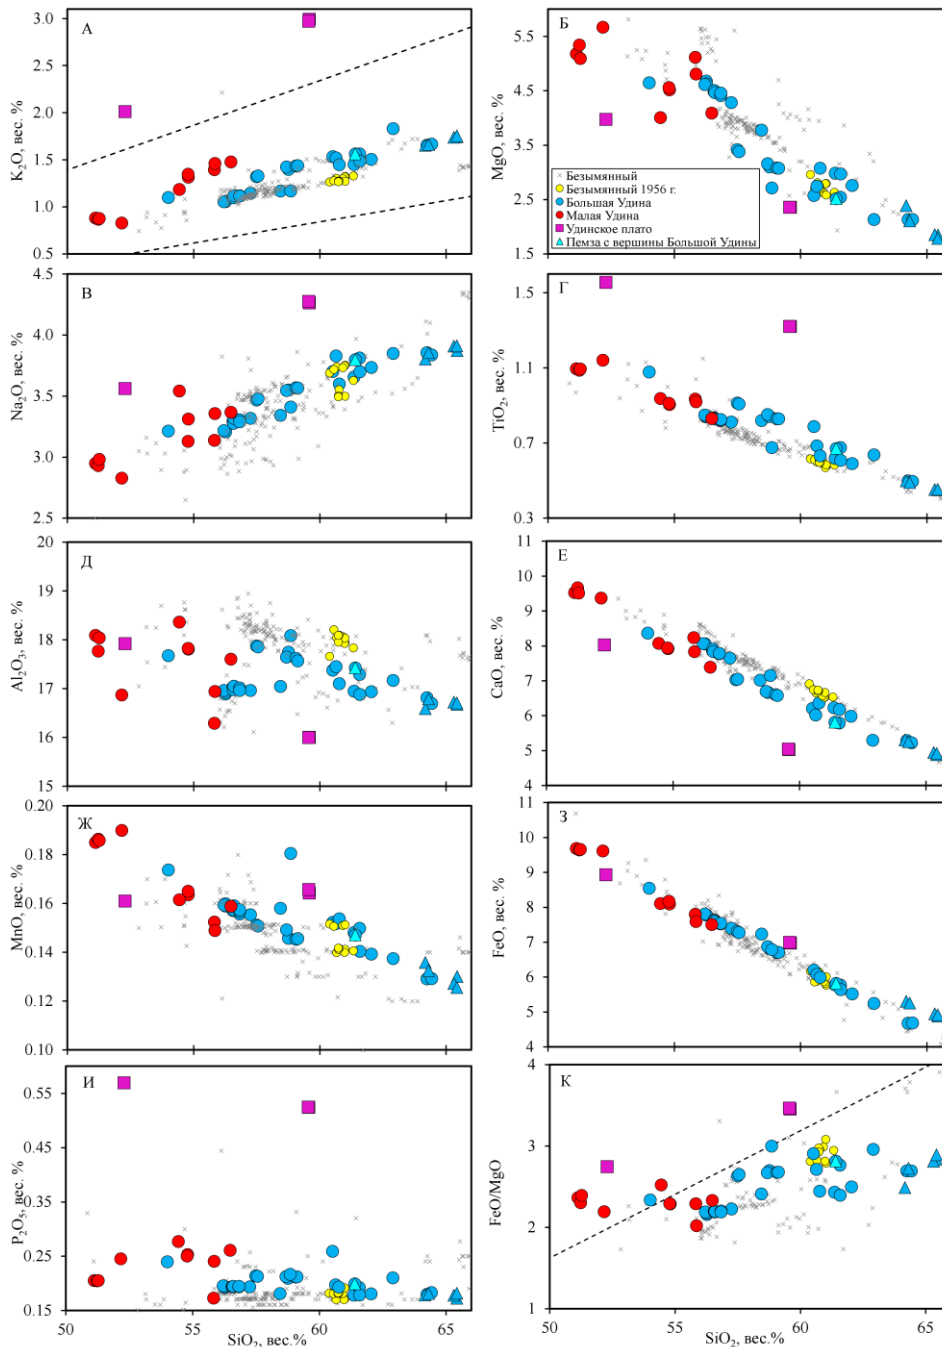 А
K₂O, вес. %
3.0
2.5
2.0
1.5
1.0
0.5
Б
MgO, вес. %
5.5
4.5
3.5
2.5
1.5
Безымянный
Безымянный 1956 г.
Большая Удина
Малая Удина
Удинское плато
Пемза с вершины Большой Удины
В
Na₂O, вес. %
4.5
4.0
3.5
3.0
2.5
Г
TiO₂, вес. %
1.5
1.1
0.7
0.3
Д
Al₂O₃, вес. %
20
19
18
17
16
15
Е
CaO, вес. %
11
10
9
8
7
6
5
4
Ж
MnO, вес. %
0.20
0.18
0.16
0.14
0.12
0.10
З
FeO, вес. %
11
10
9
8
7
6
5
4
И
P₂O₅, вес. %
0.55
0.45
0.35
0.25
0.15
50 55 60 65
SiO₂, вес.%
К
FeO/MgO
4
3
2
1
50 55 60 65
SiO₂, вес.%